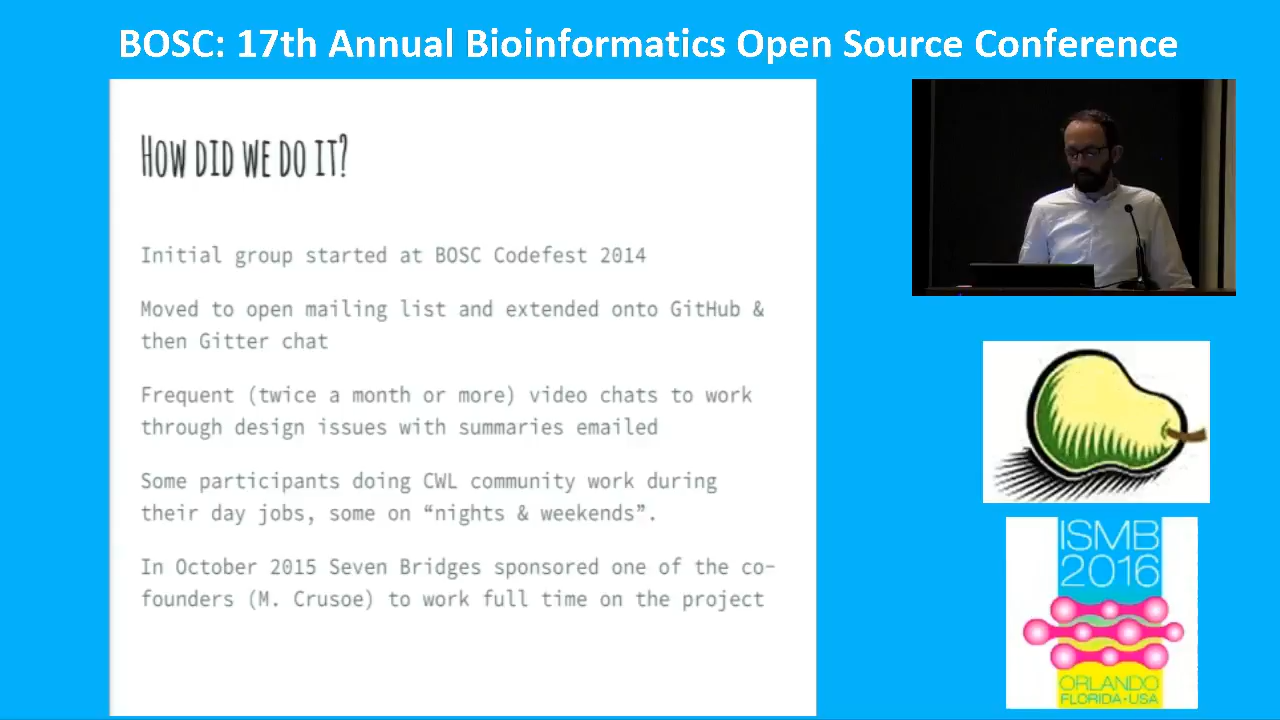 BOSC: 17th Annual Bioinformatics Open Source Conference
HOW DID WE DO IT?
Initial group started at BOSC Codefest 2014
Moved to open mailing list and extended onto GitHub &
then Gitter chat
Frequent (twice a month or more) video chats to work
through design issues with summaries emailed
Some participants doing CWL community work during
their day jobs, some on “nights & weekends”.
In October 2015 Seven Bridges sponsored one of the co-
founders (M. Crusoe) to work full time on the project
ISMB
2016
ORLANDO
FLORIDA•USA